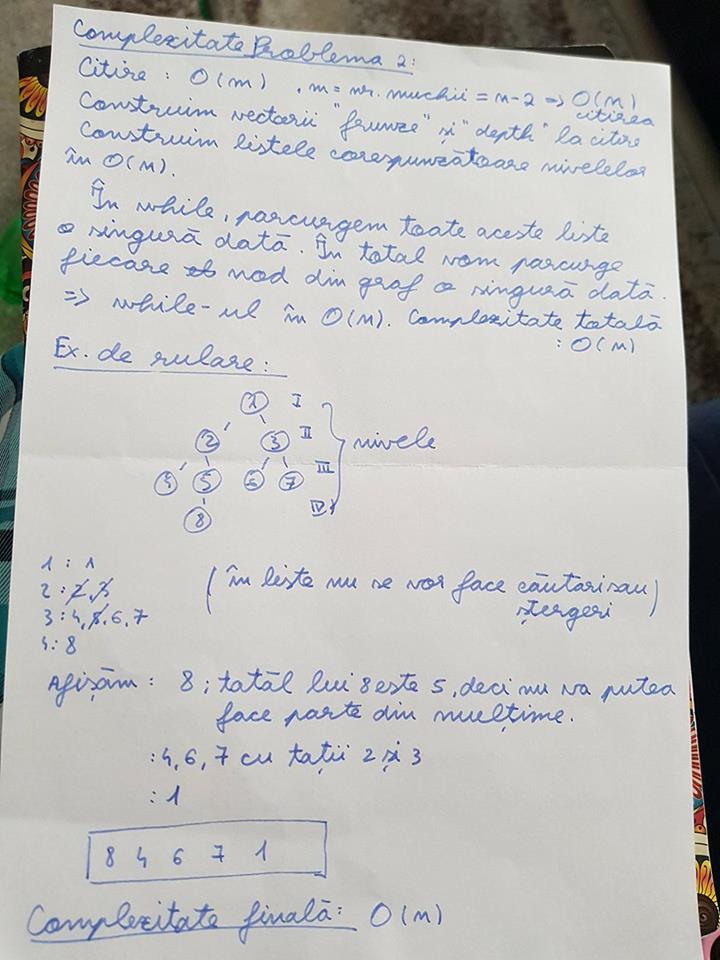 Complexitate Problema 2:
Citire : O(m) , m = nr. muchii = n-2 => O(n)
citirea
Construim vectorii "frunze" și "depth" la citire
Construim listele corespunzătoare nivelelor
în O(n).
În while, parcurgem toate aceste liste
o singură dată. În total vom parcurge
fiecare nod din graf o singură dată.
=> while-ul în O(n). Complexitate totală
: O(n)
Ex. de rulare:
1 I
2 3 II
4 5 6 7 III
8 IV
nivele
1 : 1
2 : 2, 3
3 : 4, 5, 6, 7
4 : 8
(în liste nu se vor face căutari sau
ștergeri)
Afișăm : 8 ; tatăl lui 8 este 5, deci nu va putea
face parte din mulțime.
: 4, 6, 7 cu tații 2 și 3
: 1
8 4 6 7 1
Complexitate finală: O(n)